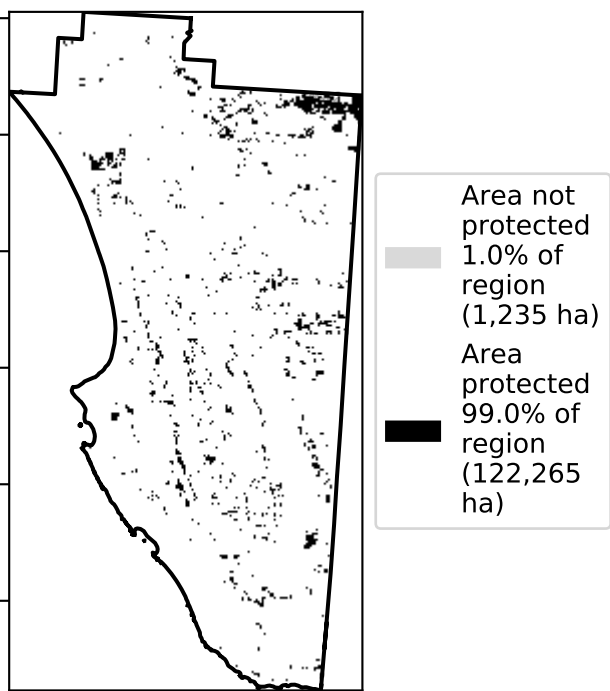 Area not
protected
1.0% of
region
(1,235 ha)
Area
protected
99.0% of
region
(122,265
ha)